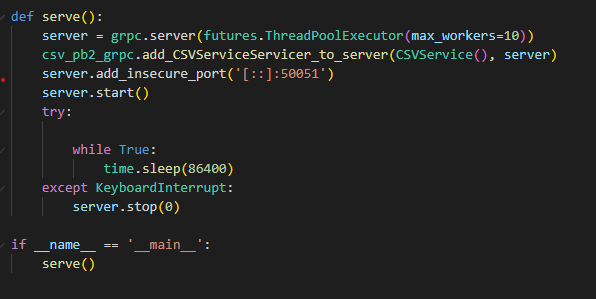 def serve():
    server = grpc.server(futures.ThreadPoolExecutor(max_workers=10))
    csv_pb2_grpc.add_CSVServiceServicer_to_server(CSVService(), server)
    server.add_insecure_port('[::]:50051')
    server.start()
    try:
        while True:
            time.sleep(86400)
    except KeyboardInterrupt:
        server.stop(0)
if __name__ == '__main__':
    serve()